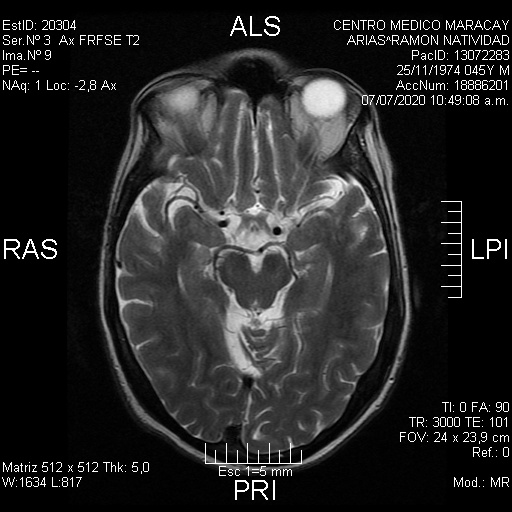 EstID: 20304
Ser.Nº 3 Ax FRFSE T2
Ima.Nº 9
PE= --
NAq: 1 Loc: -2,8 Ax
ALS
CENTRO MEDICO MARACAY
ARIAS^RAMON NATIVIDAD
PacID: 13072283
25/11/1974 045Y M
AccNum: 18886201
07/07/2020 10:49:08 a.m.
RAS
LPI
Matriz 512 x 512 Thk: 5,0
W:1634 L:817
Esc 1=5 mm
PRI
TI: 0 FA: 90
TR: 3000 TE: 101
FOV: 24 x 23,9 cm
Ref.: 0
Mod.: MR